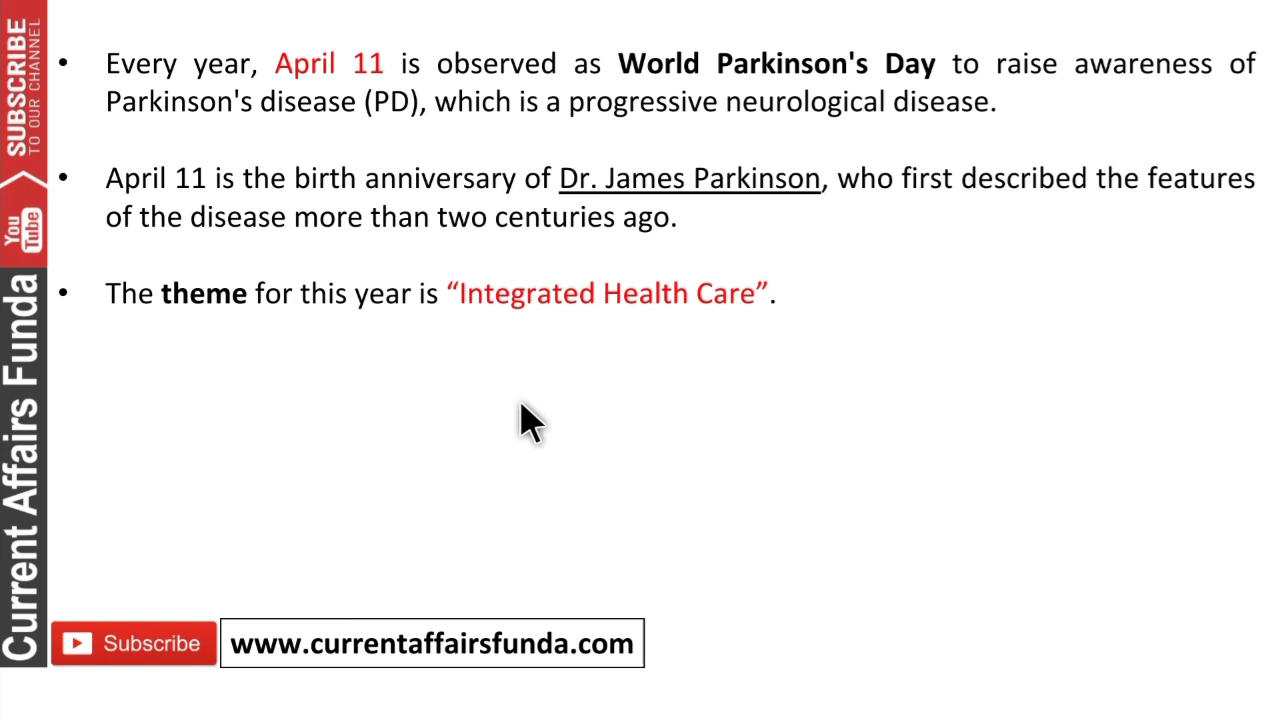 • Every year, April 11 is observed as World Parkinson's Day to raise awareness of
Parkinson's disease (PD), which is a progressive neurological disease.
• April 11 is the birth anniversary of Dr. James Parkinson, who first described the features
of the disease more than two centuries ago.
• The theme for this year is “Integrated Health Care”.
SUBSCRIBE
TO OUR CHANNEL
You
Tube
Current Affairs Funda
Subscribe
www.currentaffairsfunda.com